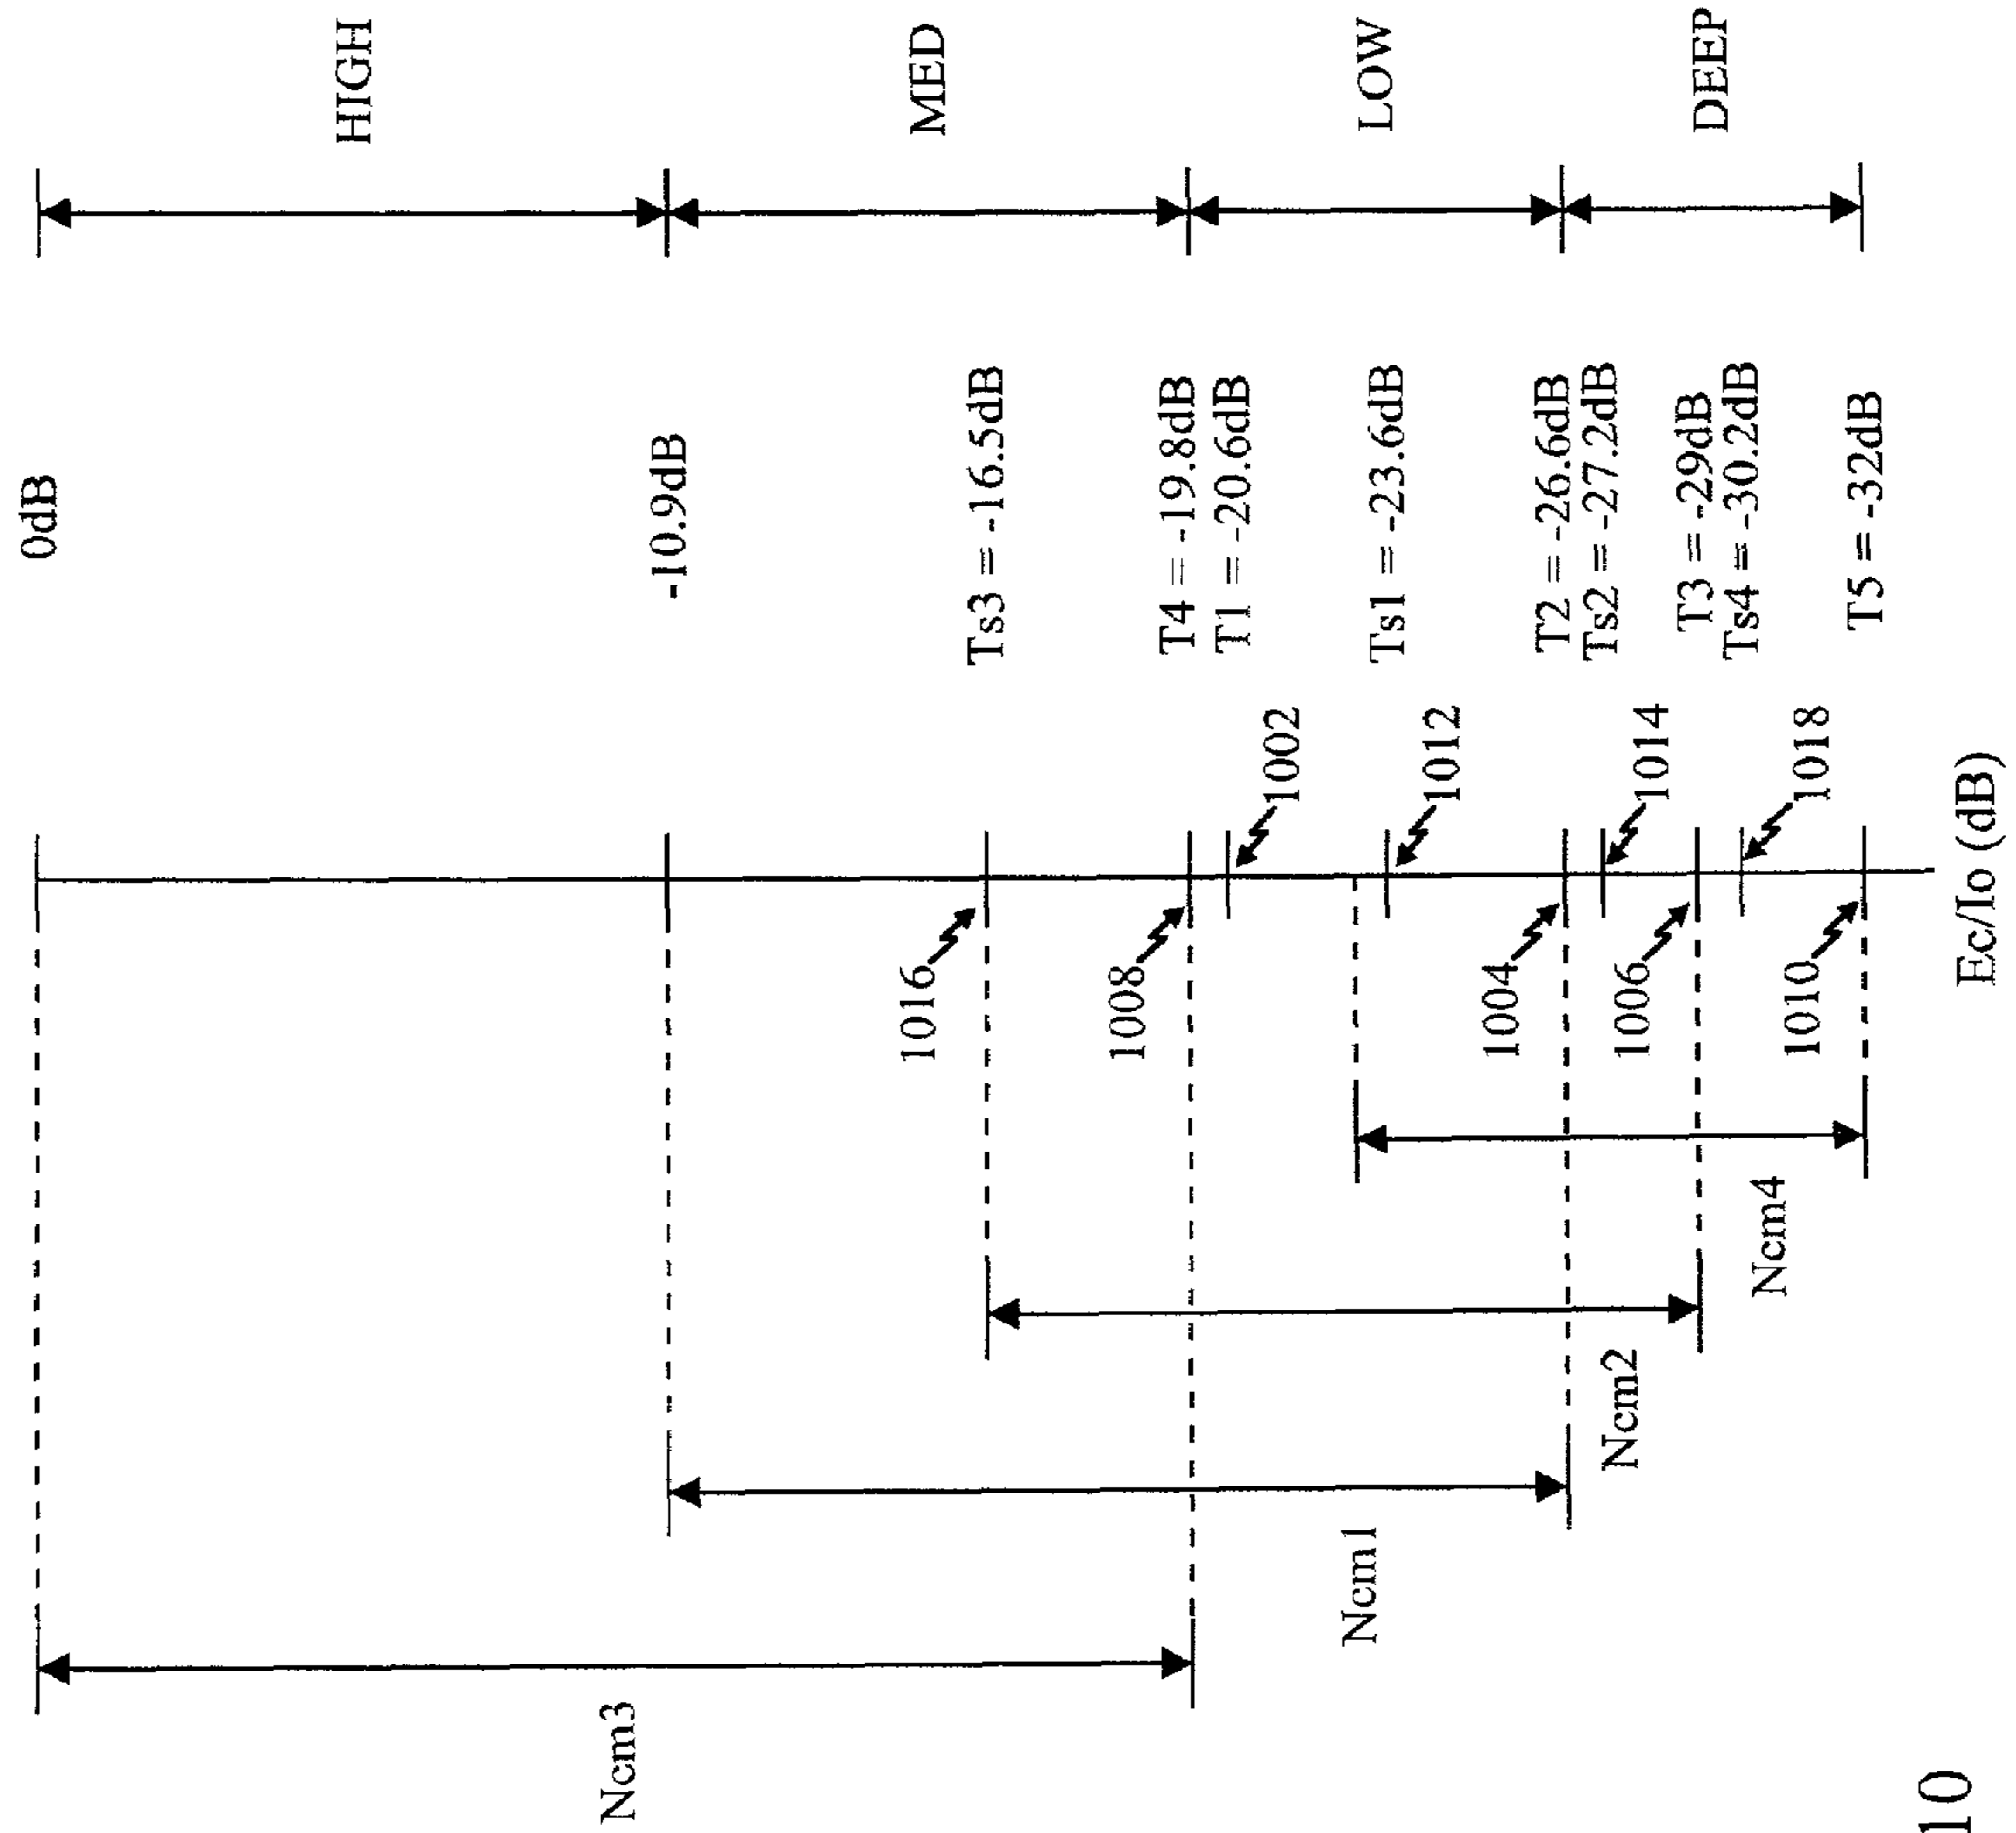 0dB
HIGH
-10.9dB
MED
Ts3 = -16.5dB
T4 = -19.8dB
T1 = -20.6dB
LOW
Ts1 = -23.6dB
T2 = -26.6dB
Ts2 = -27.2dB
DEEP
T3 = -29dB
Ts4 = -30.2dB
T5 = -32dB
1016
1008
1002
1012
1004
1014
1006
1018
1010
Ec/Io (dB)
Ncm3
Ncm1
Ncm2
Ncm4
10